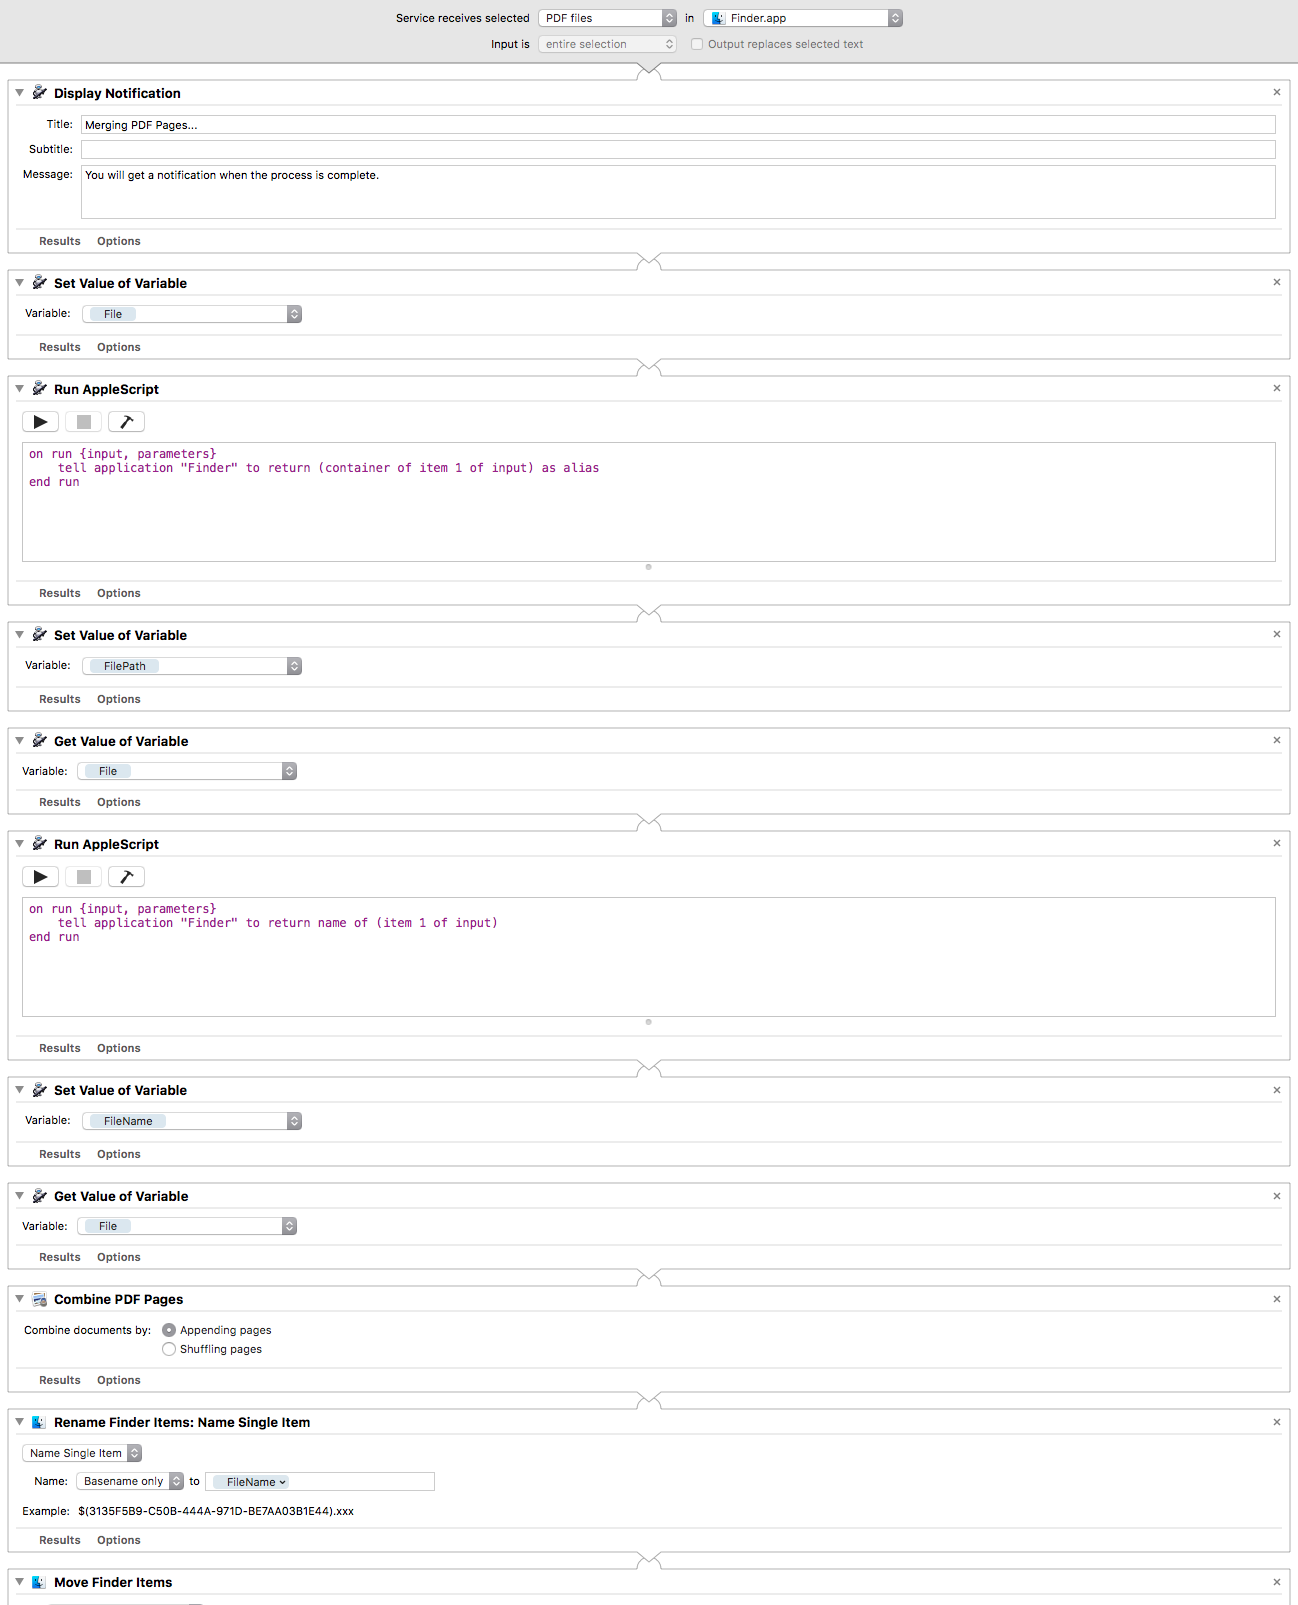 Service receives selected PDF files in Finder.app
Input is entire selection Output replaces selected text
Display Notification
Title: Merging PDF Pages...
Subtitle:
Message: You will get a notification when the process is complete.
Results Options
Set Value of Variable
Variable: File
Results Options
Run AppleScript
on run {input, parameters}
tell application "Finder" to return (container of item 1 of input) as alias
end run
Results Options
Set Value of Variable
Variable: FilePath
Results Options
Get Value of Variable
Variable: File
Results Options
Run AppleScript
on run {input, parameters}
tell application "Finder" to return name of (item 1 of input)
end run
Results Options
Set Value of Variable
Variable: FileName
Results Options
Get Value of Variable
Variable: File
Results Options
Combine PDF Pages
Combine documents by: Appending pages
Shuffling pages
Results Options
Rename Finder Items: Name Single Item
Name Single Item
Name: Basename only to FileName
Example: $(3135F5B9-C50B-444A-971D-BE7AA03B1E44).xxx
Results Options
Move Finder Items